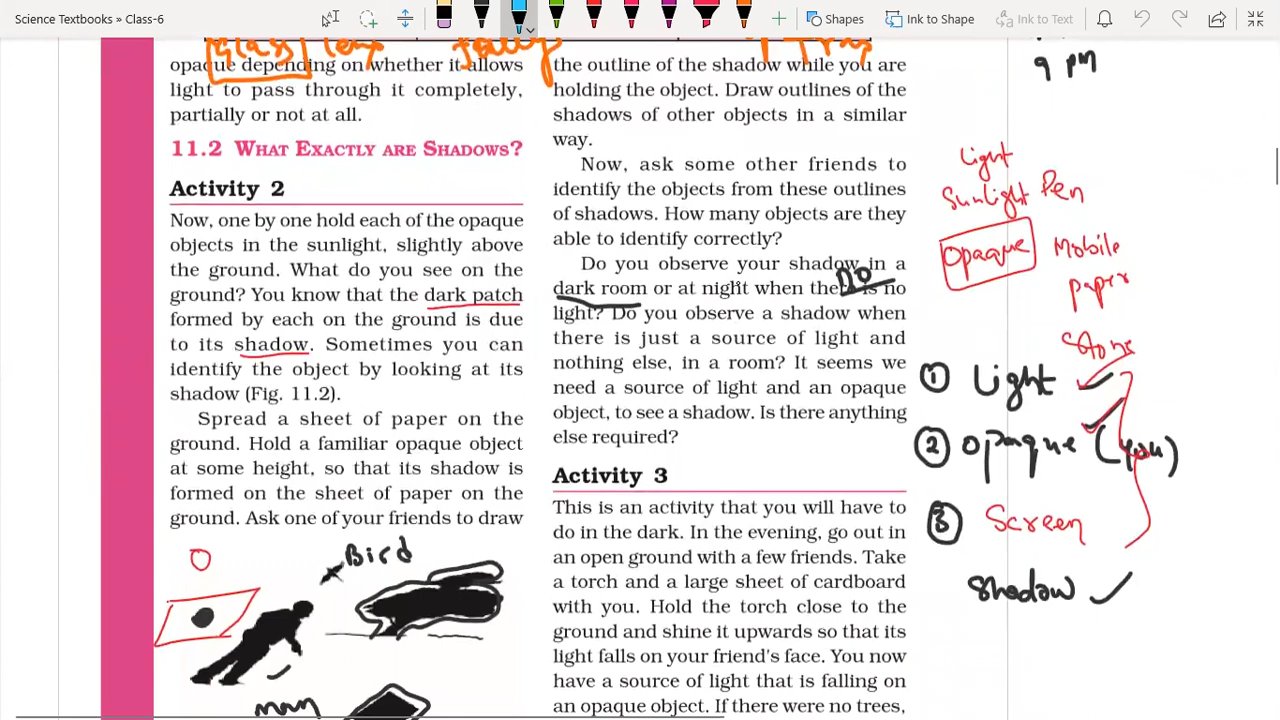 Science Textbooks » Class-6
Shapes
Ink to Shape
Ink to Text
Glass
opaque depending on whether it allows
light to pass through it completely,
partially or not at all.
11.2 WHAT EXACTLY ARE SHADOWS?
Activity 2
Now, one by one hold each of the opaque
objects in the sunlight, slightly above
the ground. What do you see on the
ground? You know that the dark patch
formed by each on the ground is due
to its shadow. Sometimes you can
identify the object by looking at its
shadow (Fig. 11.2).
Spread a sheet of paper on the
ground. Hold a familiar opaque object
at some height, so that its shadow is
formed on the sheet of paper on the
ground. Ask one of your friends to draw
Bird
man
the outline of the shadow while you are
holding the object. Draw outlines of the
shadows of other objects in a similar
way.
Now, ask some other friends to
identify the objects from these outlines
of shadows. How many objects are they
able to identify correctly?
Do you observe your shadow in a
NO
dark room or at night when there is no
light? Do you observe a shadow when
there is just a source of light and
nothing else, in a room? It seems we
need a source of light and an opaque
object, to see a shadow. Is there anything
else required?
Activity 3
This is an activity that you will have to
do in the dark. In the evening, go out in
an open ground with a few friends. Take
a torch and a large sheet of cardboard
with you. Hold the torch close to the
ground and shine it upwards so that its
light falls on your friend's face. You now
have a source of light that is falling on
an opaque object. If there were no trees,
9 pm
Light
Sunlight Pen
Opaque Mobile
paper
Stone
① Light
② Opaque (you)
③ Screen
Shadow